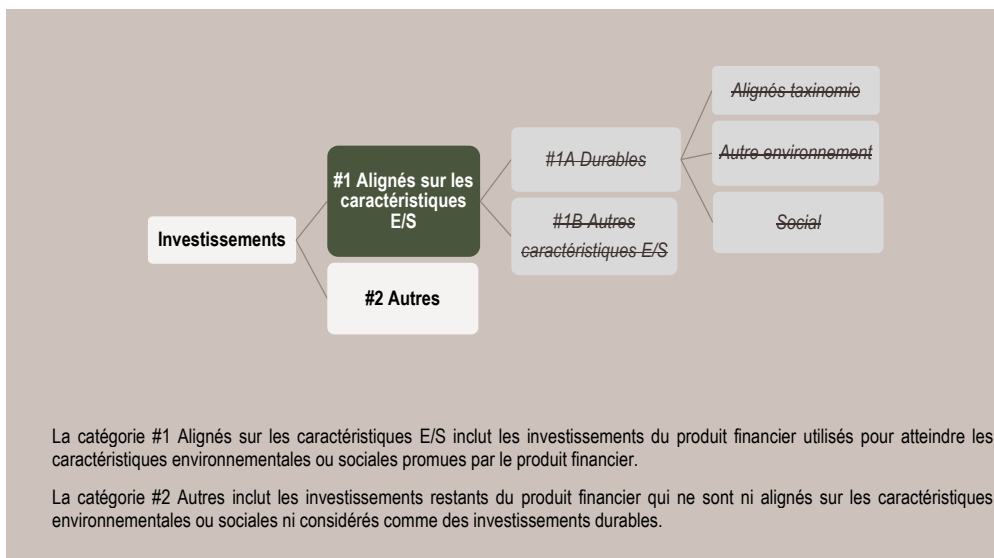 Investissements
#1 Alignés sur les
caractéristiques
E/S
#2 Autres
#1A Durables
#1B Autres
caractéristiques E/S
Alignés taxinomie
Autre environnement
Social
La catégorie #1 Alignés sur les caractéristiques E/S inclut les investissements du produit financier utilisés pour atteindre les
caractéristiques environnementales ou sociales promues par le produit financier.
La catégorie #2 Autres inclut les investissements restants du produit financier qui ne sont ni alignés sur les caractéristiques
environnementales ou sociales ni considérés comme des investissements durables.